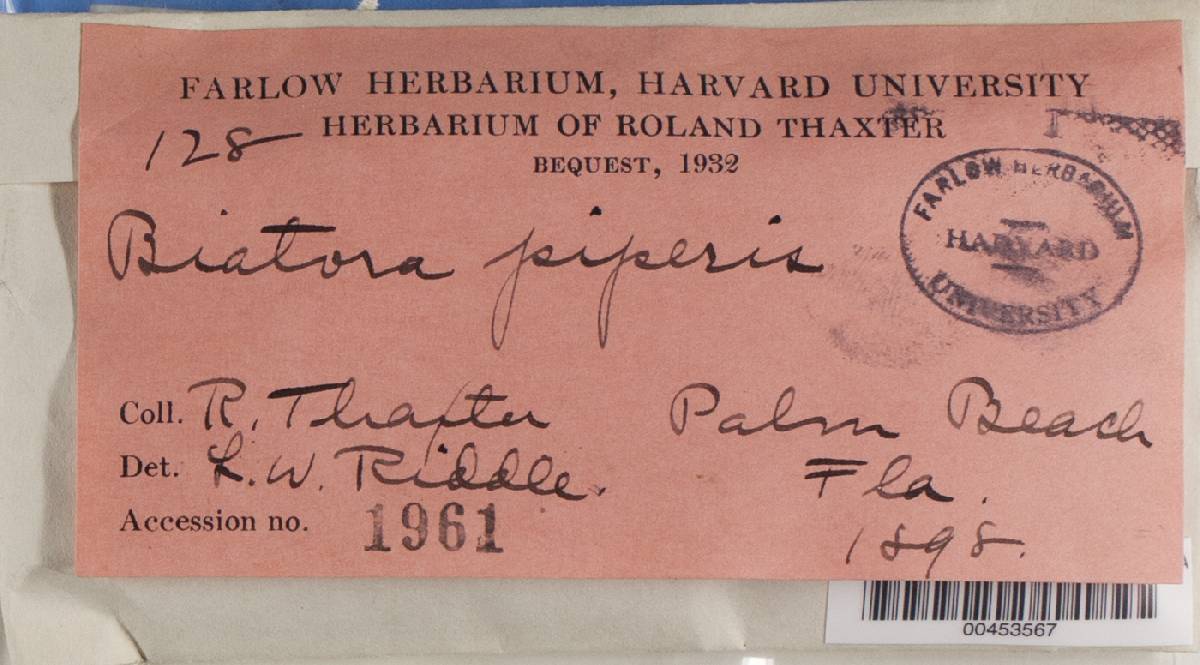 FARLOW HERBARIUM, HARVARD UNIVERSITY
128 HERBARIUM OF ROLAND THAXTER
BEQUEST, 1932
FARLOW HERBARIUM
HARVARD
UNIVERSITY
Biatora piperis
Coll. R. Thaxter Palm Beach
Det. L. W. Riddle. Fla.
Accession no. 1961 1898.
00453567